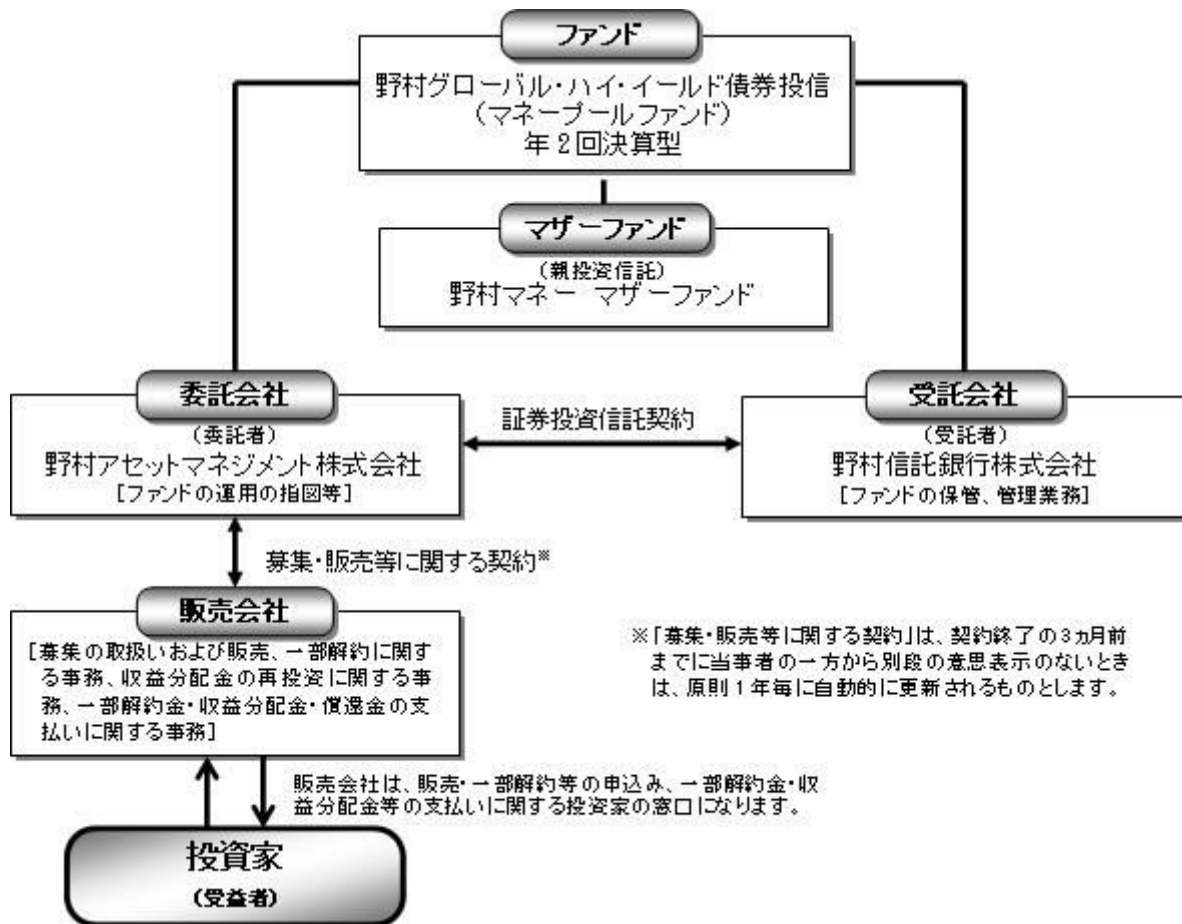 ファンド
野村グローバル・ハイ・イールド債券投信
(マネープールファンド)
年2回決算型
マザーファンド
(親投資信託)
野村マネー マザーファンド
委託会社
(委託者)
野村アセットマネジメント株式会社
[ファンドの運用の指図等]
証券投資信託契約
受託会社
(受託者)
野村信託銀行株式会社
[ファンドの保管、管理業務]
募集・販売等に関する契約※
販売会社
[募集の取扱いおよび販売、一部解約に関す
る事務、収益分配金の再投資に関する事
務、一部解約金・収益分配金・償還金の支
払いに関する事務]
※「募集・販売等に関する契約」は、契約終了の3ヵ月前
までに当事者の一方から別段の意思表示のないとき
は、原則1年毎に自動的に更新されるものとします。
販売会社は、販売・一部解約等の申込み、一部解約金・収
益分配金等の支払いに関する投資家の窓口になります。
投資家
(受益者)